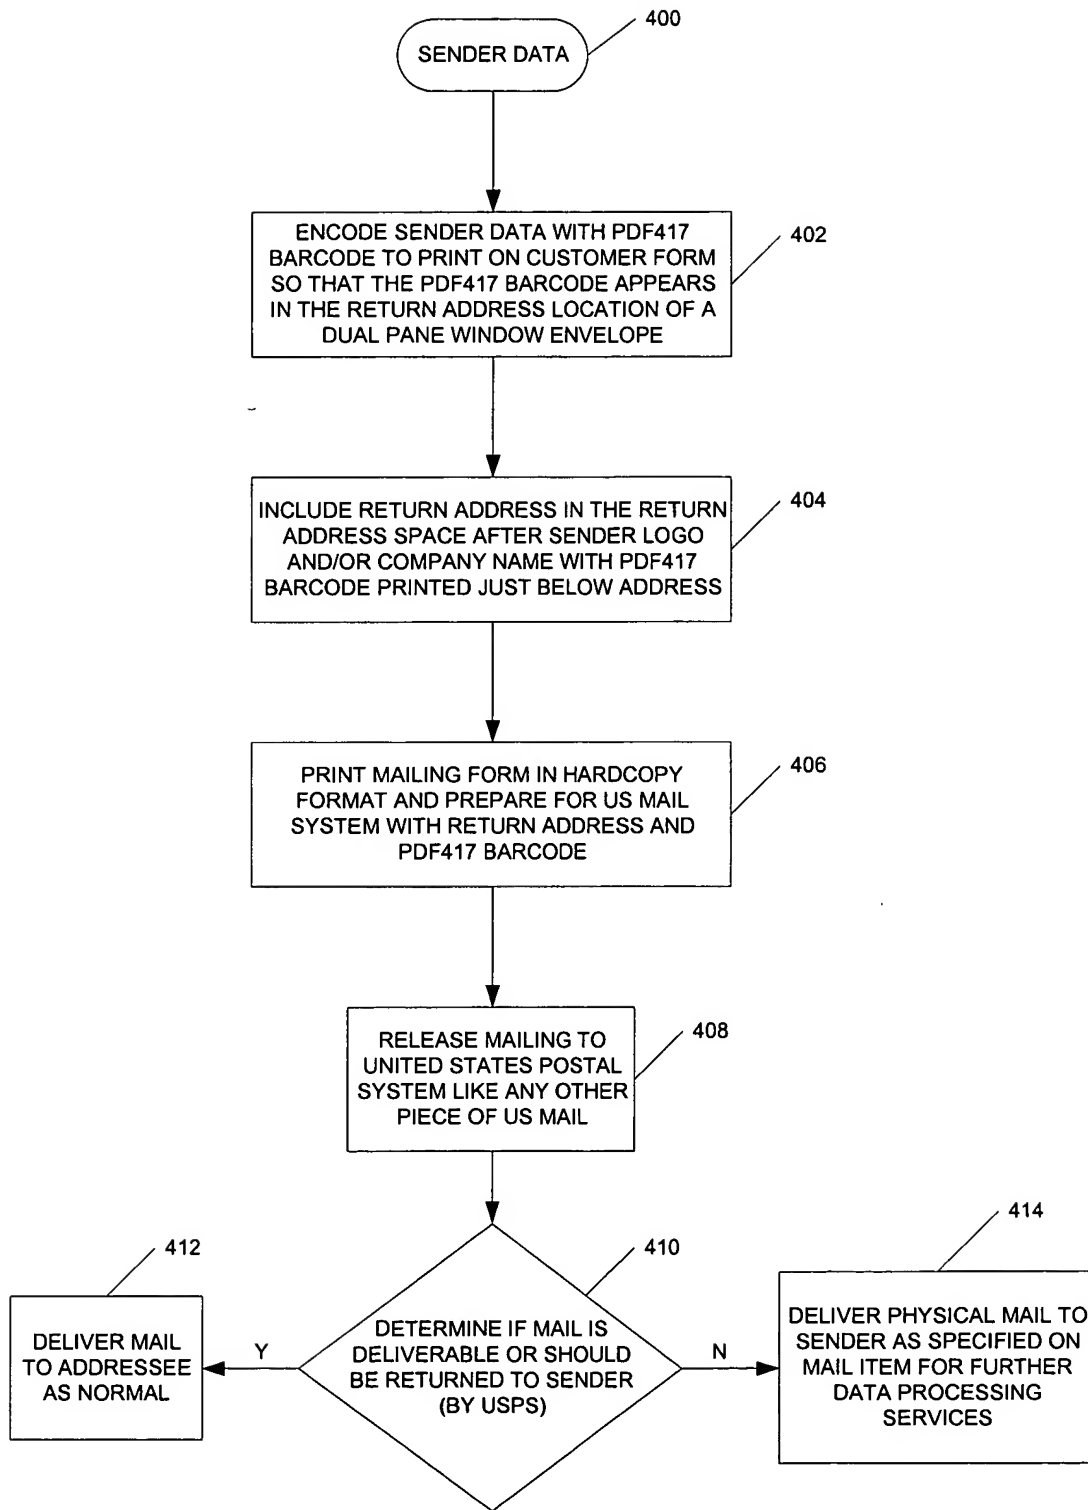 400
SENDER DATA
ENCODE SENDER DATA WITH PDF417
BARCODE TO PRINT ON CUSTOMER FORM
SO THAT THE PDF417 BARCODE APPEARS
IN THE RETURN ADDRESS LOCATION OF A
DUAL PANE WINDOW ENVELOPE
402
INCLUDE RETURN ADDRESS IN THE RETURN
ADDRESS SPACE AFTER SENDER LOGO
AND/OR COMPANY NAME WITH PDF417
BARCODE PRINTED JUST BELOW ADDRESS
404
PRINT MAILING FORM IN HARDCOPY
FORMAT AND PREPARE FOR US MAIL
SYSTEM WITH RETURN ADDRESS AND
PDF417 BARCODE
406
RELEASE MAILING TO
UNITED STATES POSTAL
SYSTEM LIKE ANY OTHER
PIECE OF US MAIL
408
412
DELIVER MAIL
TO ADDRESSEE
AS NORMAL
Y
410
DETERMINE IF MAIL IS
DELIVERABLE OR SHOULD
BE RETURNED TO SENDER
(BY USPS)
N
414
DELIVER PHYSICAL MAIL TO
SENDER AS SPECIFIED ON
MAIL ITEM FOR FURTHER
DATA PROCESSING
SERVICES